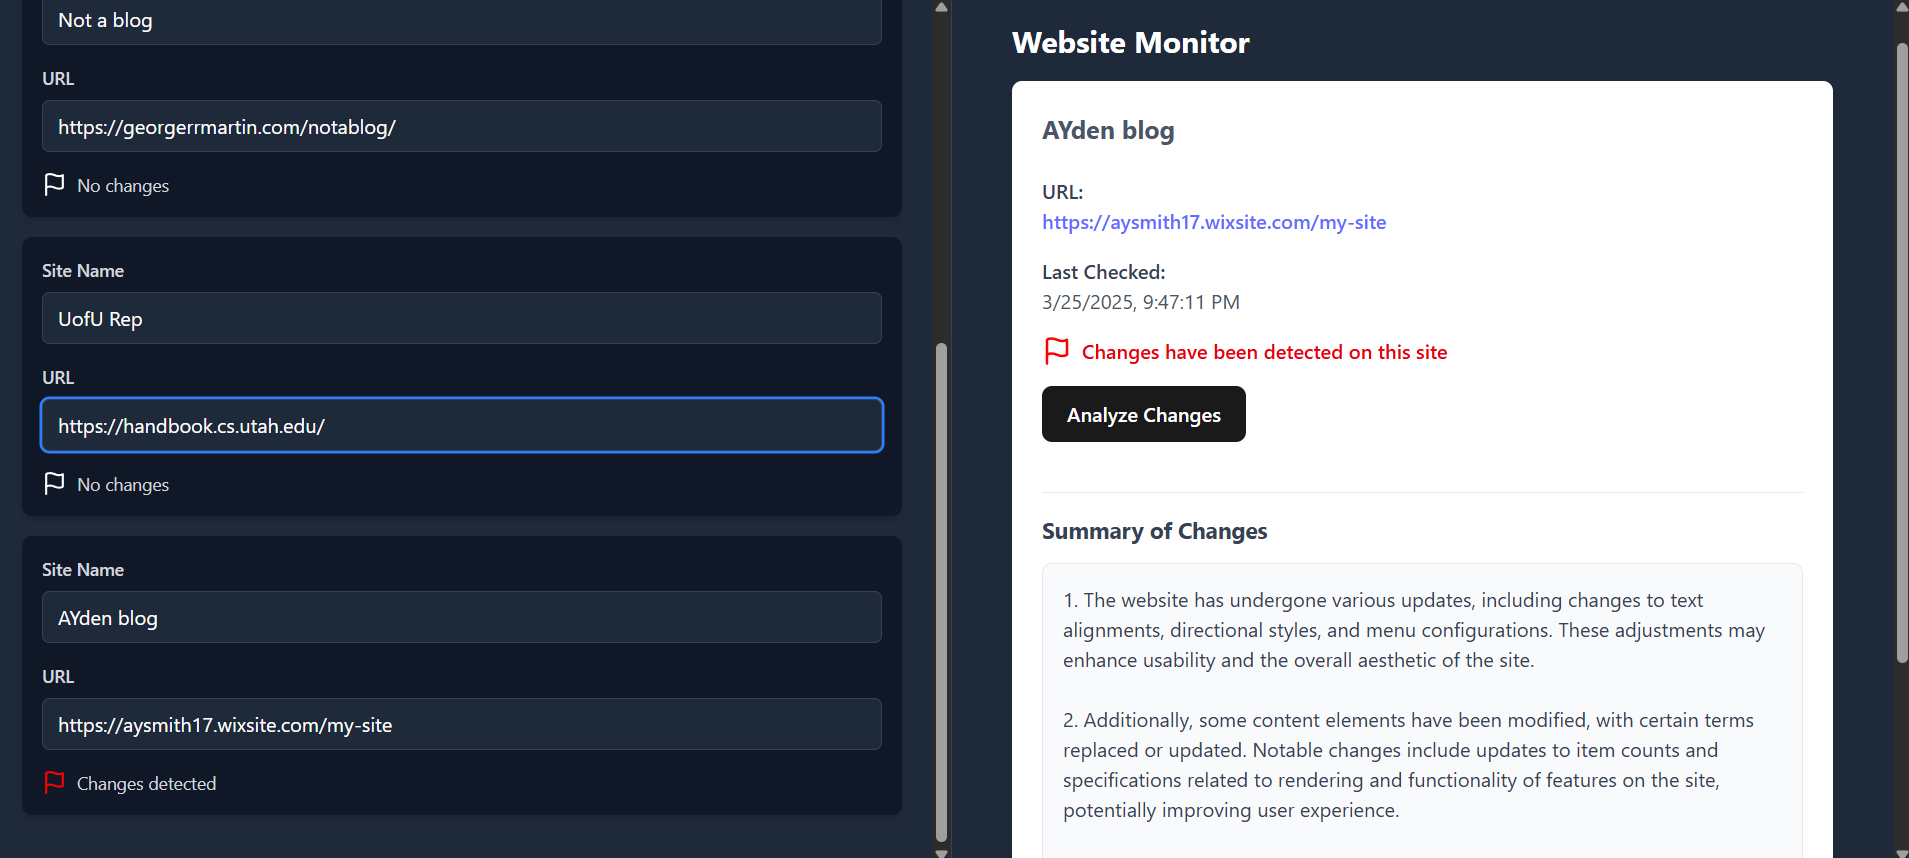 Not a blog
URL
https://georgerrmartin.com/notablog/
No changes
Site Name
UofU Rep
URL
https://handbook.cs.utah.edu/
No changes
Site Name
AYden blog
URL
https://aysmith17.wixsite.com/my-site
Changes detected
Website Monitor
AYden blog
URL:
https://aysmith17.wixsite.com/my-site
Last Checked:
3/25/2025, 9:47:11 PM
Changes have been detected on this site
Analyze Changes
Summary of Changes
1. The website has undergone various updates, including changes to text
alignments, directional styles, and menu configurations. These adjustments may
enhance usability and the overall aesthetic of the site.
2. Additionally, some content elements have been modified, with certain terms
replaced or updated. Notable changes include updates to item counts and
specifications related to rendering and functionality of features on the site,
potentially improving user experience.